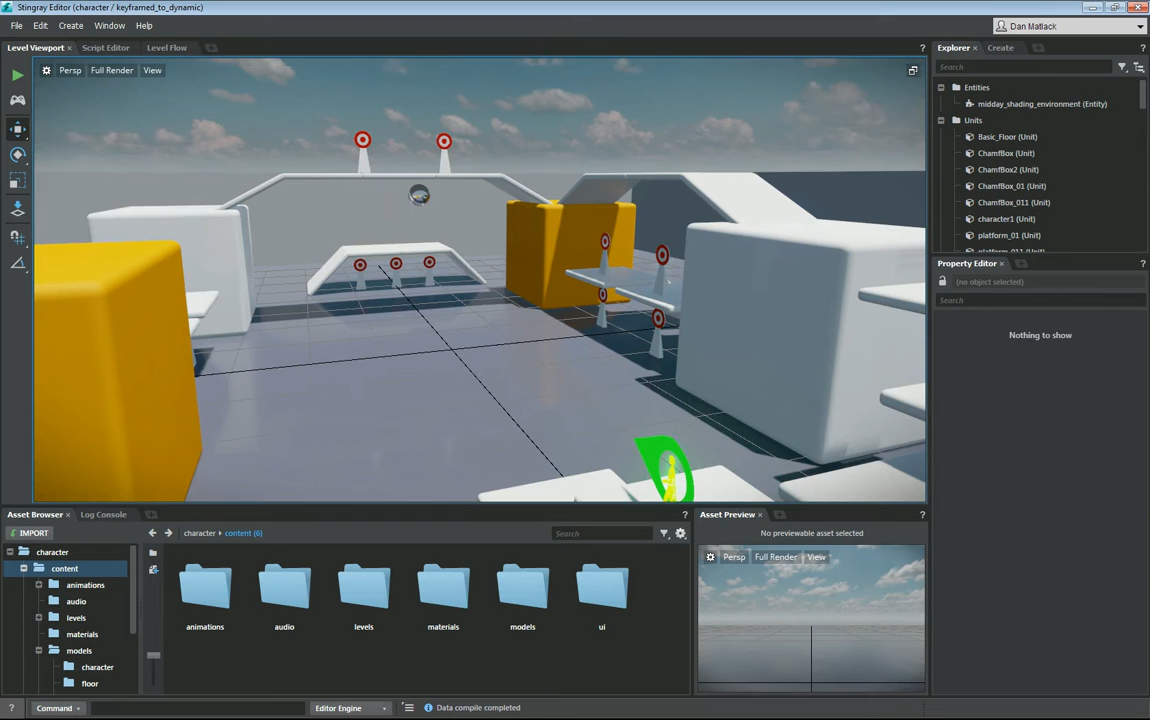 Stingray Editor (character / keyframed_to_dynamic)
File Edit Create Window Help
Dan Matlack
Level Viewport × Script Editor Level Flow
?
Explorer × Create
?
Persp Full Render View
Search
Entities
midday_shading_environment (Entity)
Units
Basic_Floor (Unit)
ChamfBox (Unit)
ChamfBox2 (Unit)
ChamfBox_01 (Unit)
ChamfBox_011 (Unit)
character1 (Unit)
platform_01 (Unit)
platform_011 (Unit)
Property Editor ×
?
(no object selected)
Search
Nothing to show
Asset Browser × Log Console
?
Asset Preview ×
?
IMPORT
character content (6)
Search
No previewable asset selected
character
content
animations
audio
levels
materials
models
character
floor
animations audio levels materials models ui
Persp Full Render View
? Command
Editor Engine
Data compile completed